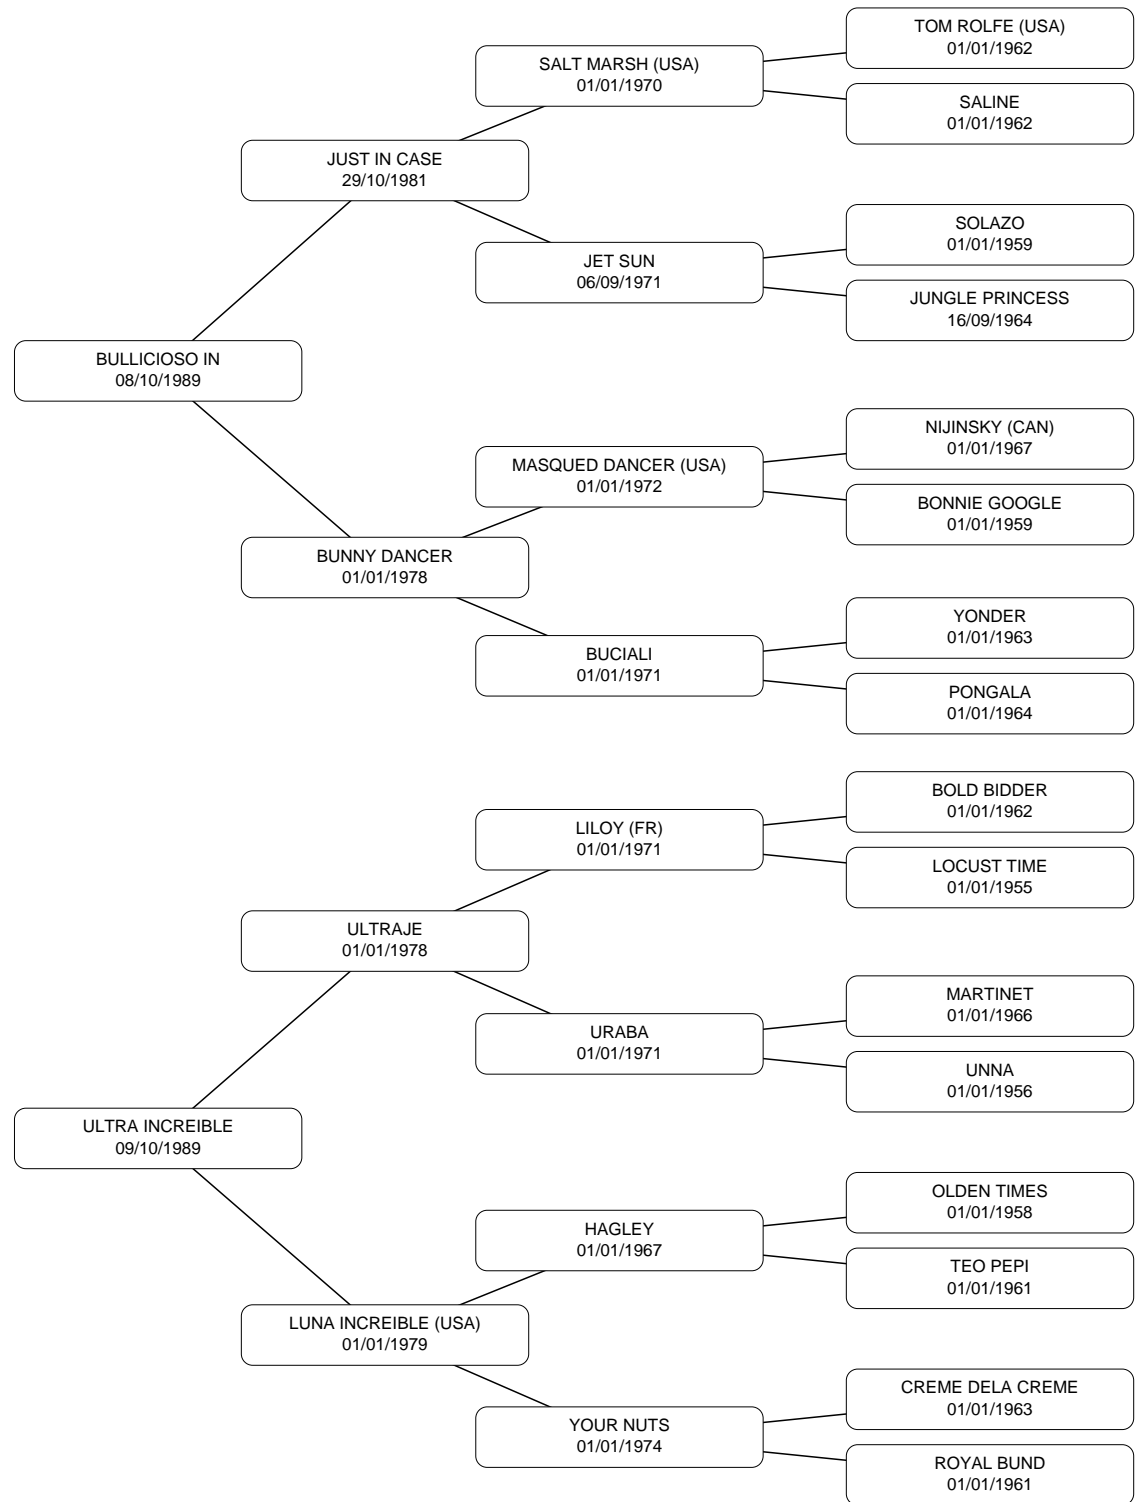 TOM ROLFE (USA)
01/01/1962
SALT MARSH (USA)
01/01/1970
SALINE
01/01/1962
JUST IN CASE
29/10/1981
SOLAZO
01/01/1959
JET SUN
06/09/1971
JUNGLE PRINCESS
16/09/1964
BULLICIOSO IN
08/10/1989
NIJINSKY (CAN)
01/01/1967
MASQUED DANCER (USA)
01/01/1972
BONNIE GOOGLE
01/01/1959
BUNNY DANCER
01/01/1978
YONDER
01/01/1963
BUCIALI
01/01/1971
PONGALA
01/01/1964
BOLD BIDDER
01/01/1962
LILOY (FR)
01/01/1971
LOCUST TIME
01/01/1955
ULTRAJE
01/01/1978
MARTINET
01/01/1966
URABA
01/01/1971
UNNA
01/01/1956
ULTRA INCREIBLE
09/10/1989
OLDEN TIMES
01/01/1958
HAGLEY
01/01/1967
TEO PEPI
01/01/1961
LUNA INCREIBLE (USA)
01/01/1979
CREME DELA CREME
01/01/1963
YOUR NUTS
01/01/1974
ROYAL BUND
01/01/1961